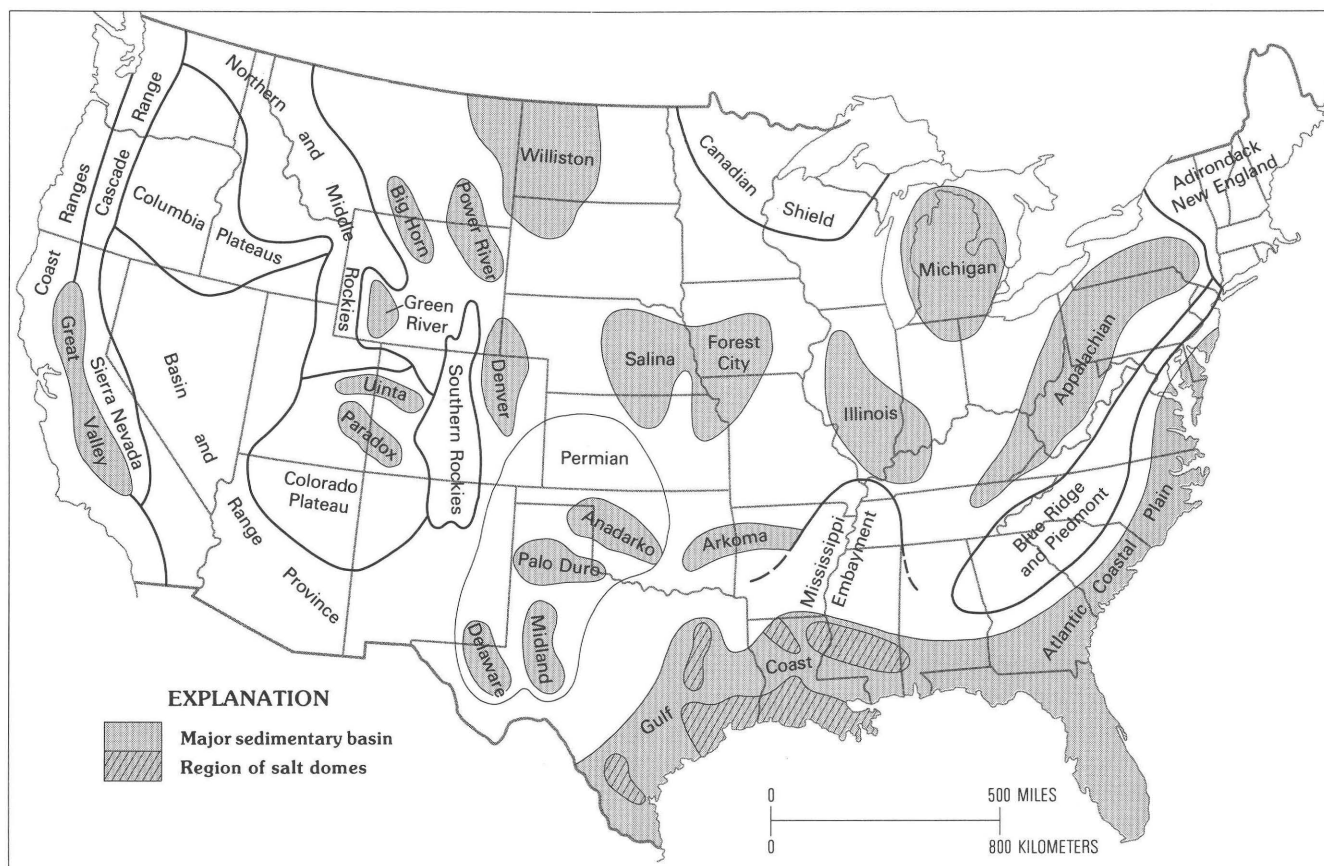 Northern
and
Middle
Rockies
Coast
Ranges
Cascade
Range
Columbia
Plateaus
Big Horn
Power River
Williston
Canadian
Shield
Adirondack
New England
Michigan
Green
River
Great
Valley
Sierra Nevada
Basin
and
Range
Province
Uinta
Paradox
Colorado
Plateau
Southern Rockies
Denver
Salina
Forest
City
Illinois
Appalachian
Permian
Anadarko
Palo Duro
Arkoma
Mississippi
Embayment
Blue Ridge
and Piedmont
Atlantic
Coastal
Plain
Delaware
Midland
Gulf
Coast
EXPLANATION
Major sedimentary basin
Region of salt domes
0 500 MILES
0 800 KILOMETERS